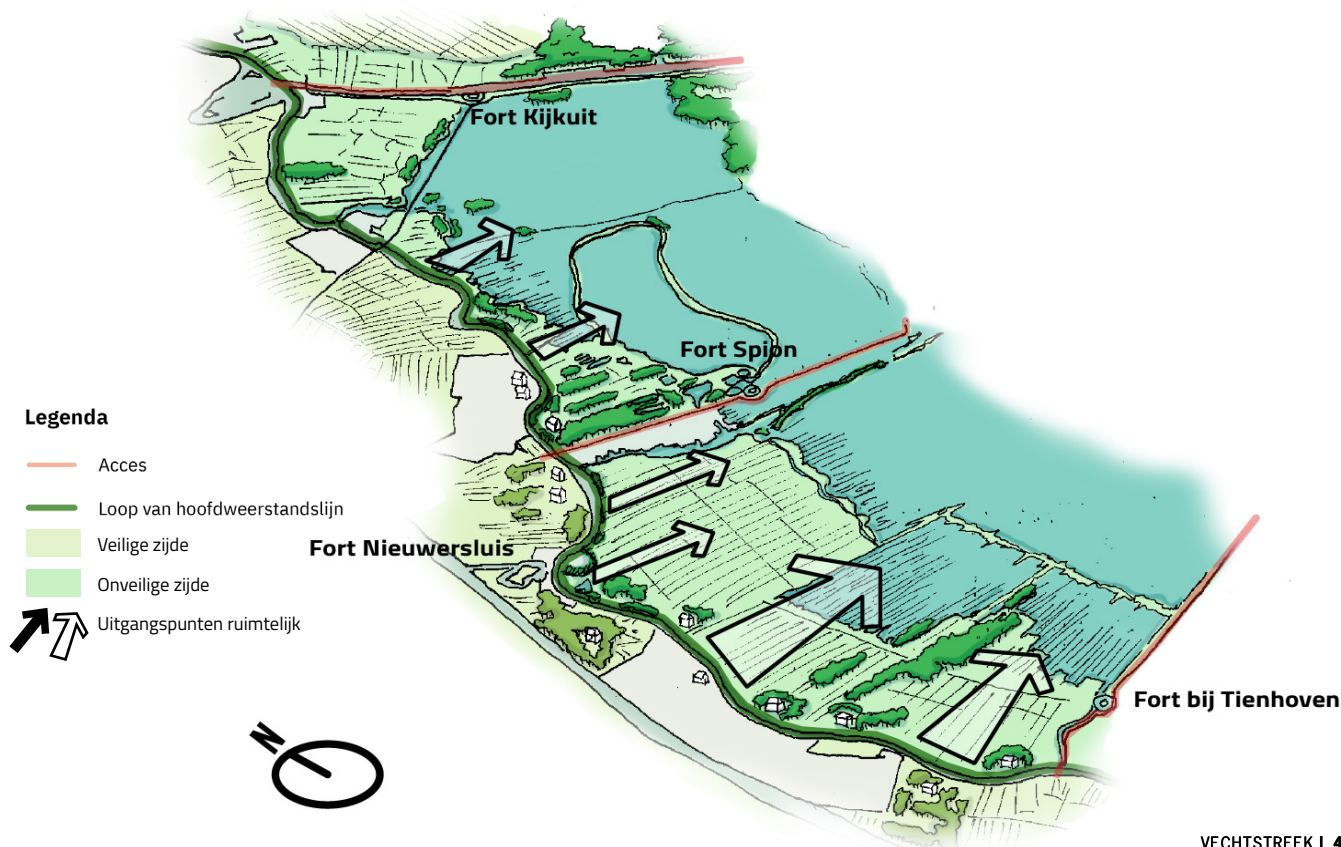 Fort Kijkuit
Fort Spion
Legenda
Acces
Loop van hoofdweerstandslijn
Veilige zijde
Fort Nieuwersluis
Onveilige zijde
Uitgangspunten ruimtelijk
Fort bij Tienhoven
N
VECHTSTREEK | 4